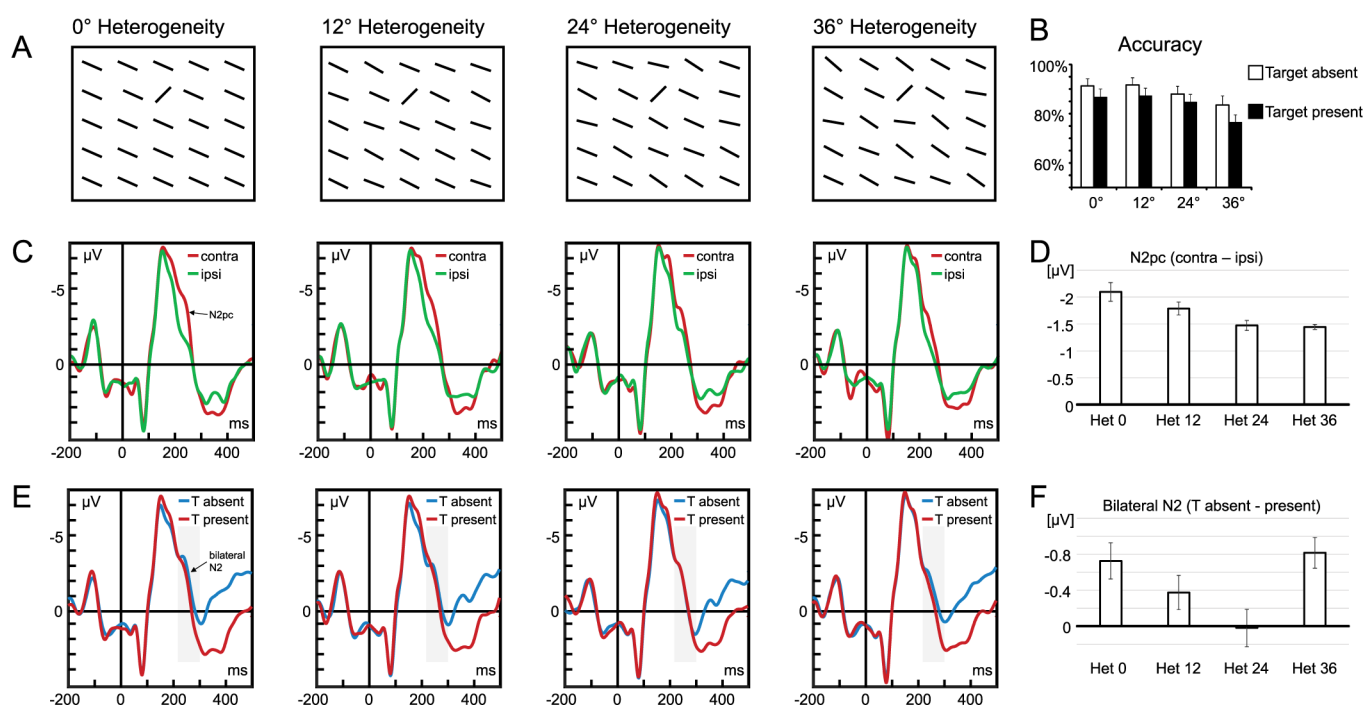 A
0° Heterogeneity
12° Heterogeneity
24° Heterogeneity
36° Heterogeneity
B
Accuracy
100%
80%
60%
0°
12°
24°
36°
Target absent
Target present
C
µV
contra
ipsi
N2pc
-5
0
ms
-200 0 200 400
µV
contra
ipsi
-5
0
ms
-200 0 200 400
µV
contra
ipsi
-5
0
ms
-200 0 200 400
µV
contra
ipsi
-5
0
ms
-200 0 200 400
D
N2pc (contra – ipsi)
[µV]
-2
-1.5
-1
-0.5
0
Het 0 Het 12 Het 24 Het 36
E
µV
T absent
T present
bilateral
N2
-5
0
ms
-200 0 200 400
µV
T absent
T present
-5
0
ms
-200 0 200 400
µV
T absent
T present
-5
0
ms
-200 0 200 400
µV
T absent
T present
-5
0
ms
-200 0 200 400
F
Bilateral N2 (T absent - present)
[µV]
-0.8
-0.4
0
Het 0 Het 12 Het 24 Het 36